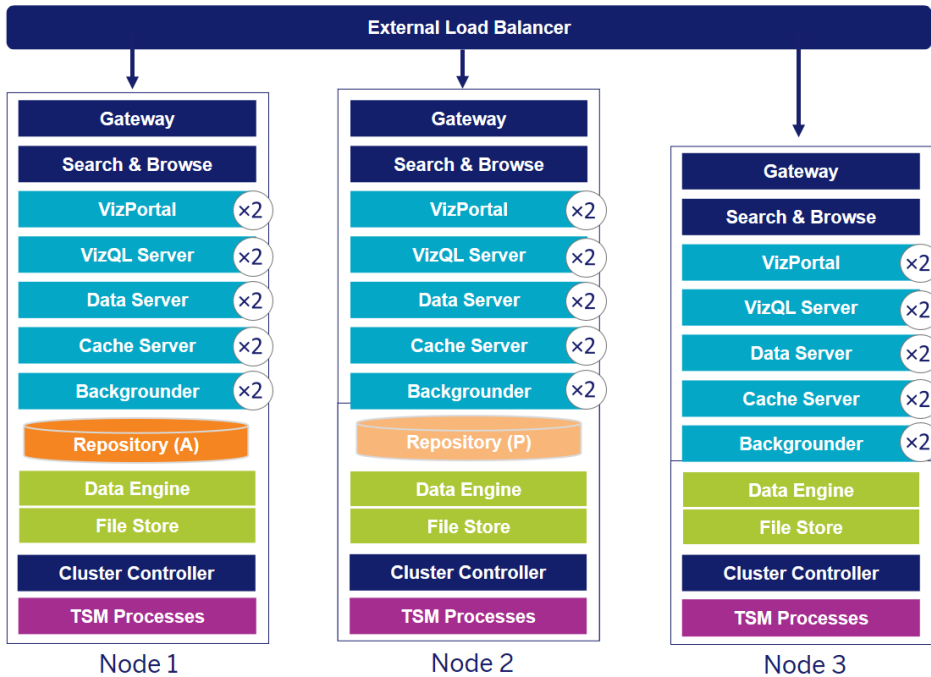 External Load Balancer
Gateway
Search & Browse
VizPortal ×2
VizQL Server ×2
Data Server ×2
Cache Server ×2
Backgrounder ×2
Repository (A)
Data Engine
File Store
Cluster Controller
TSM Processes
Node 1
Gateway
Search & Browse
VizPortal ×2
VizQL Server ×2
Data Server ×2
Cache Server ×2
Backgrounder ×2
Repository (P)
Data Engine
File Store
Cluster Controller
TSM Processes
Node 2
Gateway
Search & Browse
VizPortal ×2
VizQL Server ×2
Data Server ×2
Cache Server ×2
Backgrounder ×2
Data Engine
File Store
Cluster Controller
TSM Processes
Node 3